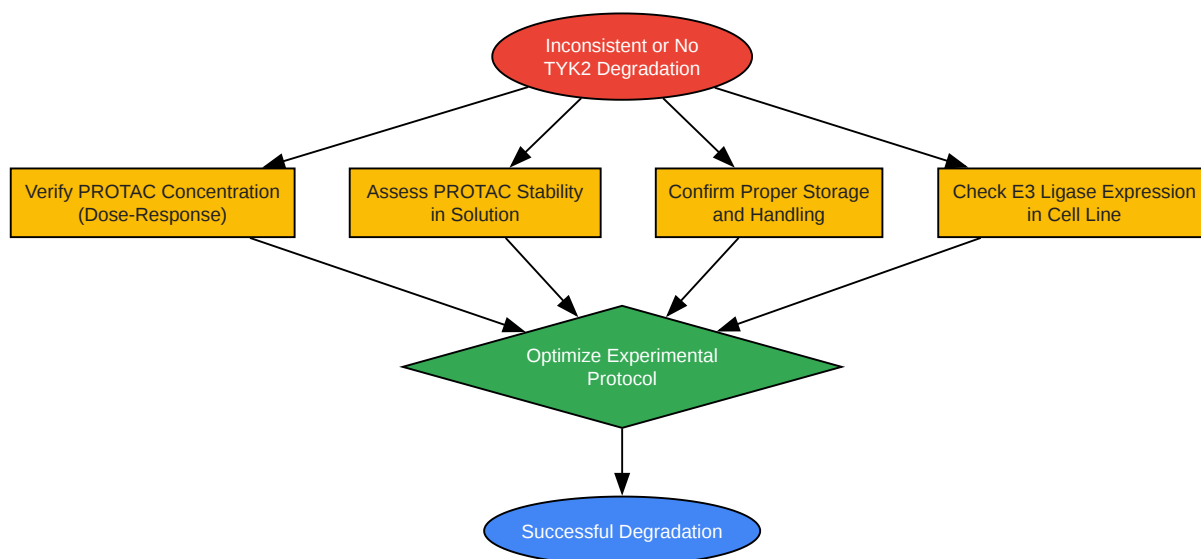 Inconsistent or No
TYK2 Degradation
Verify PROTAC Concentration
(Dose-Response)
Assess PROTAC Stability
in Solution
Confirm Proper Storage
and Handling
Check E3 Ligase Expression
in Cell Line
Optimize Experimental
Protocol
Successful Degradation